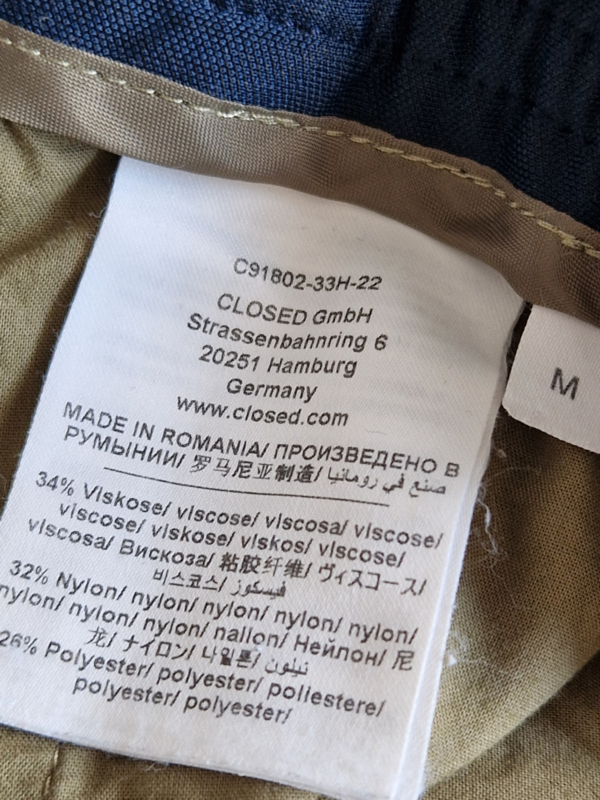 C91802-33H-22
CLOSED GmbH
Strassenbahnring 6
20251 Hamburg
Germany
www.closed.com
MADE IN ROMANIA/ ПРОИЗВЕДЕНО В
РУМЫНИИ/ 罗马尼亚制造/ صنع في رومانيا
34% Viskose/ viscose/ viscosa/ viscose/
viscose/ viskose/ viskos/ viscose/
viscosa/ Вискоза/ 粘胶纤维/ ヴィスコース/
비스코스/ فيسكوز
32% Nylon/ nylon/ nylon/ nylon/ nylon/
nylon/ nylon/ nylon/ nailon/ Нейлон/ 尼
龙/ ナイロン/ 나일론/ نيلون
26% Polyester/ polyester/ poliestere/
polyester/ polyester/
M